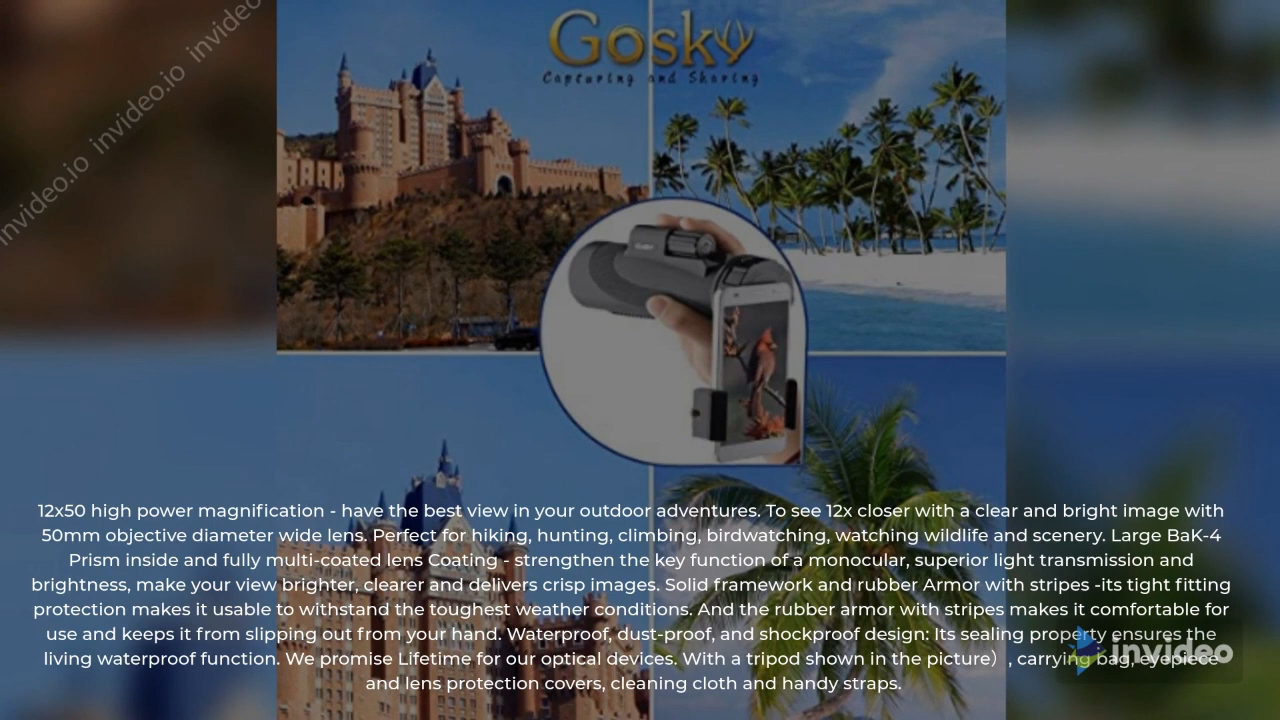 invideo.io invideo.io invideo.io
Gosky
Capturing and Sharing
12x50 high power magnification - have the best view in your outdoor adventures. To see 12x closer with a clear and bright image with
50mm objective diameter wide lens. Perfect for hiking, hunting, climbing, birdwatching, watching wildlife and scenery. Large BaK-4
Prism inside and fully multi-coated lens Coating - strengthen the key function of a monocular, superior light transmission and
brightness, make your view brighter, clearer and delivers crisp images. Solid framework and rubber Armor with stripes -its tight fitting
protection makes it usable to withstand the toughest weather conditions. And the rubber armor with stripes makes it comfortable for
use and keeps it from slipping out from your hand. Waterproof, dust-proof, and shockproof design: Its sealing property ensures the
living waterproof function. We promise Lifetime for our optical devices. With a tripod shown in the picture）, carrying bag, eyepiece
and lens protection covers, cleaning cloth and handy straps.
invideo